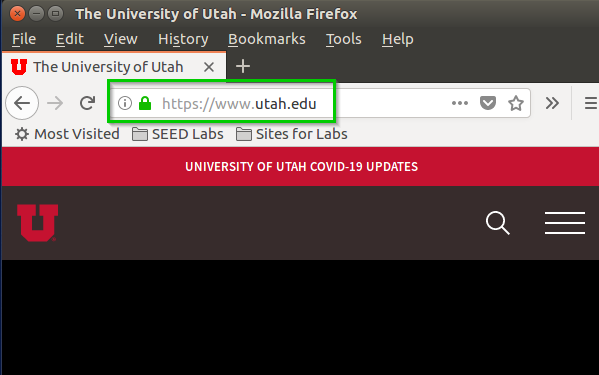 The University of Utah - Mozilla Firefox
File Edit View History Bookmarks Tools Help
The University of Utah
https://www.utah.edu
Most Visited SEED Labs Sites for Labs
UNIVERSITY OF UTAH COVID-19 UPDATES
U